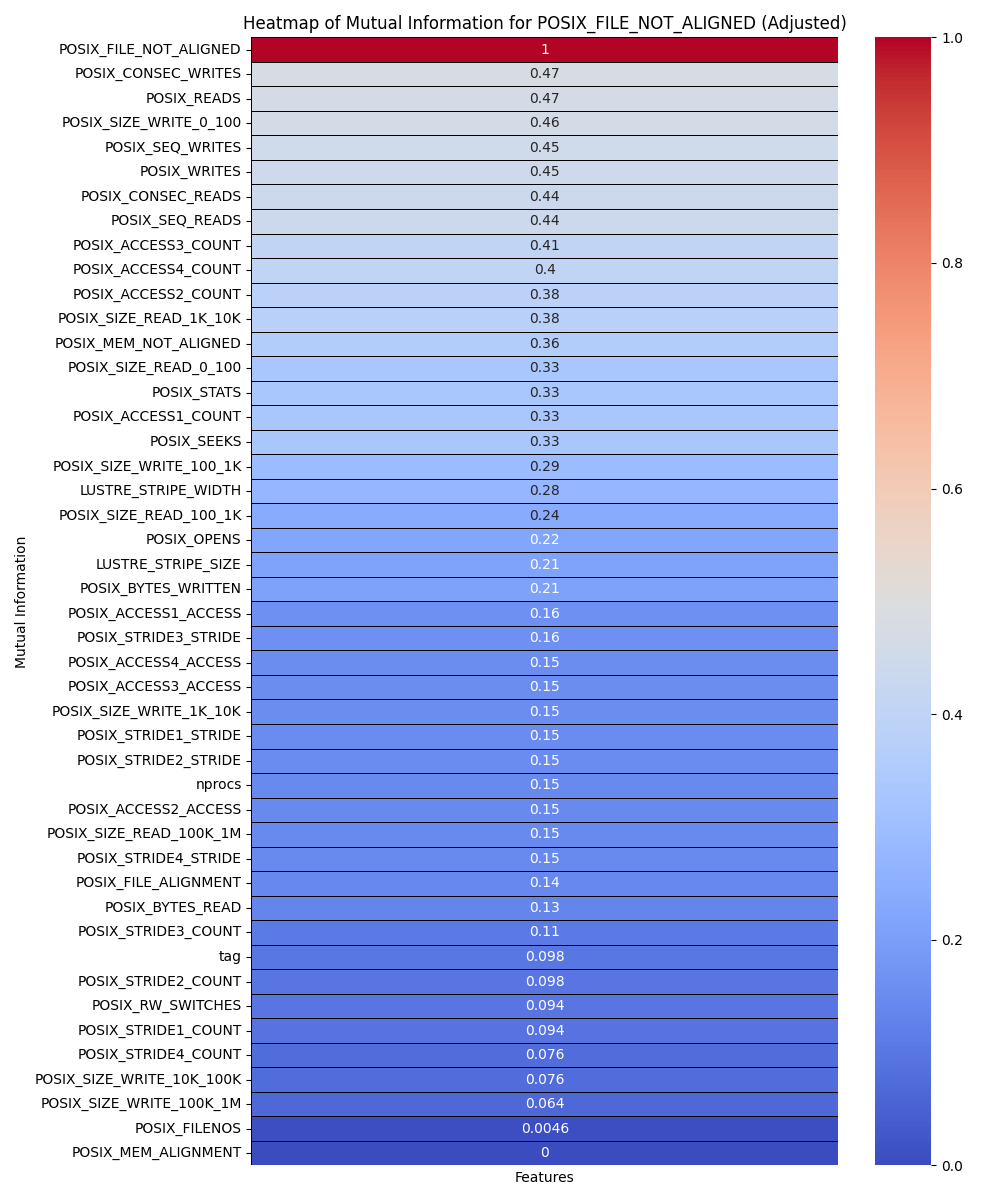 Heatmap of Mutual Information for POSIX_FILE_NOT_ALIGNED (Adjusted)
POSIX_FILE_NOT_ALIGNED 1
POSIX_CONSEC_WRITES 0.47
POSIX_READS 0.47
POSIX_SIZE_WRITE_0_100 0.46
POSIX_SEQ_WRITES 0.45
POSIX_WRITES 0.45
POSIX_CONSEC_READS 0.44
POSIX_SEQ_READS 0.44
POSIX_ACCESS3_COUNT 0.41
POSIX_ACCESS4_COUNT 0.4
POSIX_ACCESS2_COUNT 0.38
POSIX_SIZE_READ_1K_10K 0.38
POSIX_MEM_NOT_ALIGNED 0.36
POSIX_SIZE_READ_0_100 0.33
POSIX_STATS 0.33
POSIX_ACCESS1_COUNT 0.33
POSIX_SEEKS 0.33
POSIX_SIZE_WRITE_100_1K 0.29
LUSTRE_STRIPE_WIDTH 0.28
POSIX_SIZE_READ_100_1K 0.24
POSIX_OPENS 0.22
LUSTRE_STRIPE_SIZE 0.21
POSIX_BYTES_WRITTEN 0.21
POSIX_ACCESS1_ACCESS 0.16
POSIX_STRIDE3_STRIDE 0.16
POSIX_ACCESS4_ACCESS 0.15
POSIX_ACCESS3_ACCESS 0.15
POSIX_SIZE_WRITE_1K_10K 0.15
POSIX_STRIDE1_STRIDE 0.15
POSIX_STRIDE2_STRIDE 0.15
nprocs 0.15
POSIX_ACCESS2_ACCESS 0.15
POSIX_SIZE_READ_100K_1M 0.15
POSIX_STRIDE4_STRIDE 0.15
POSIX_FILE_ALIGNMENT 0.14
POSIX_BYTES_READ 0.13
POSIX_STRIDE3_COUNT 0.11
tag 0.098
POSIX_STRIDE2_COUNT 0.098
POSIX_RW_SWITCHES 0.094
POSIX_STRIDE1_COUNT 0.094
POSIX_STRIDE4_COUNT 0.076
POSIX_SIZE_WRITE_10K_100K 0.076
POSIX_SIZE_WRITE_100K_1M 0.064
POSIX_FILENOS 0.0046
POSIX_MEM_ALIGNMENT 0
Mutual Information
Features
1.0
0.8
0.6
0.4
0.2
0.0